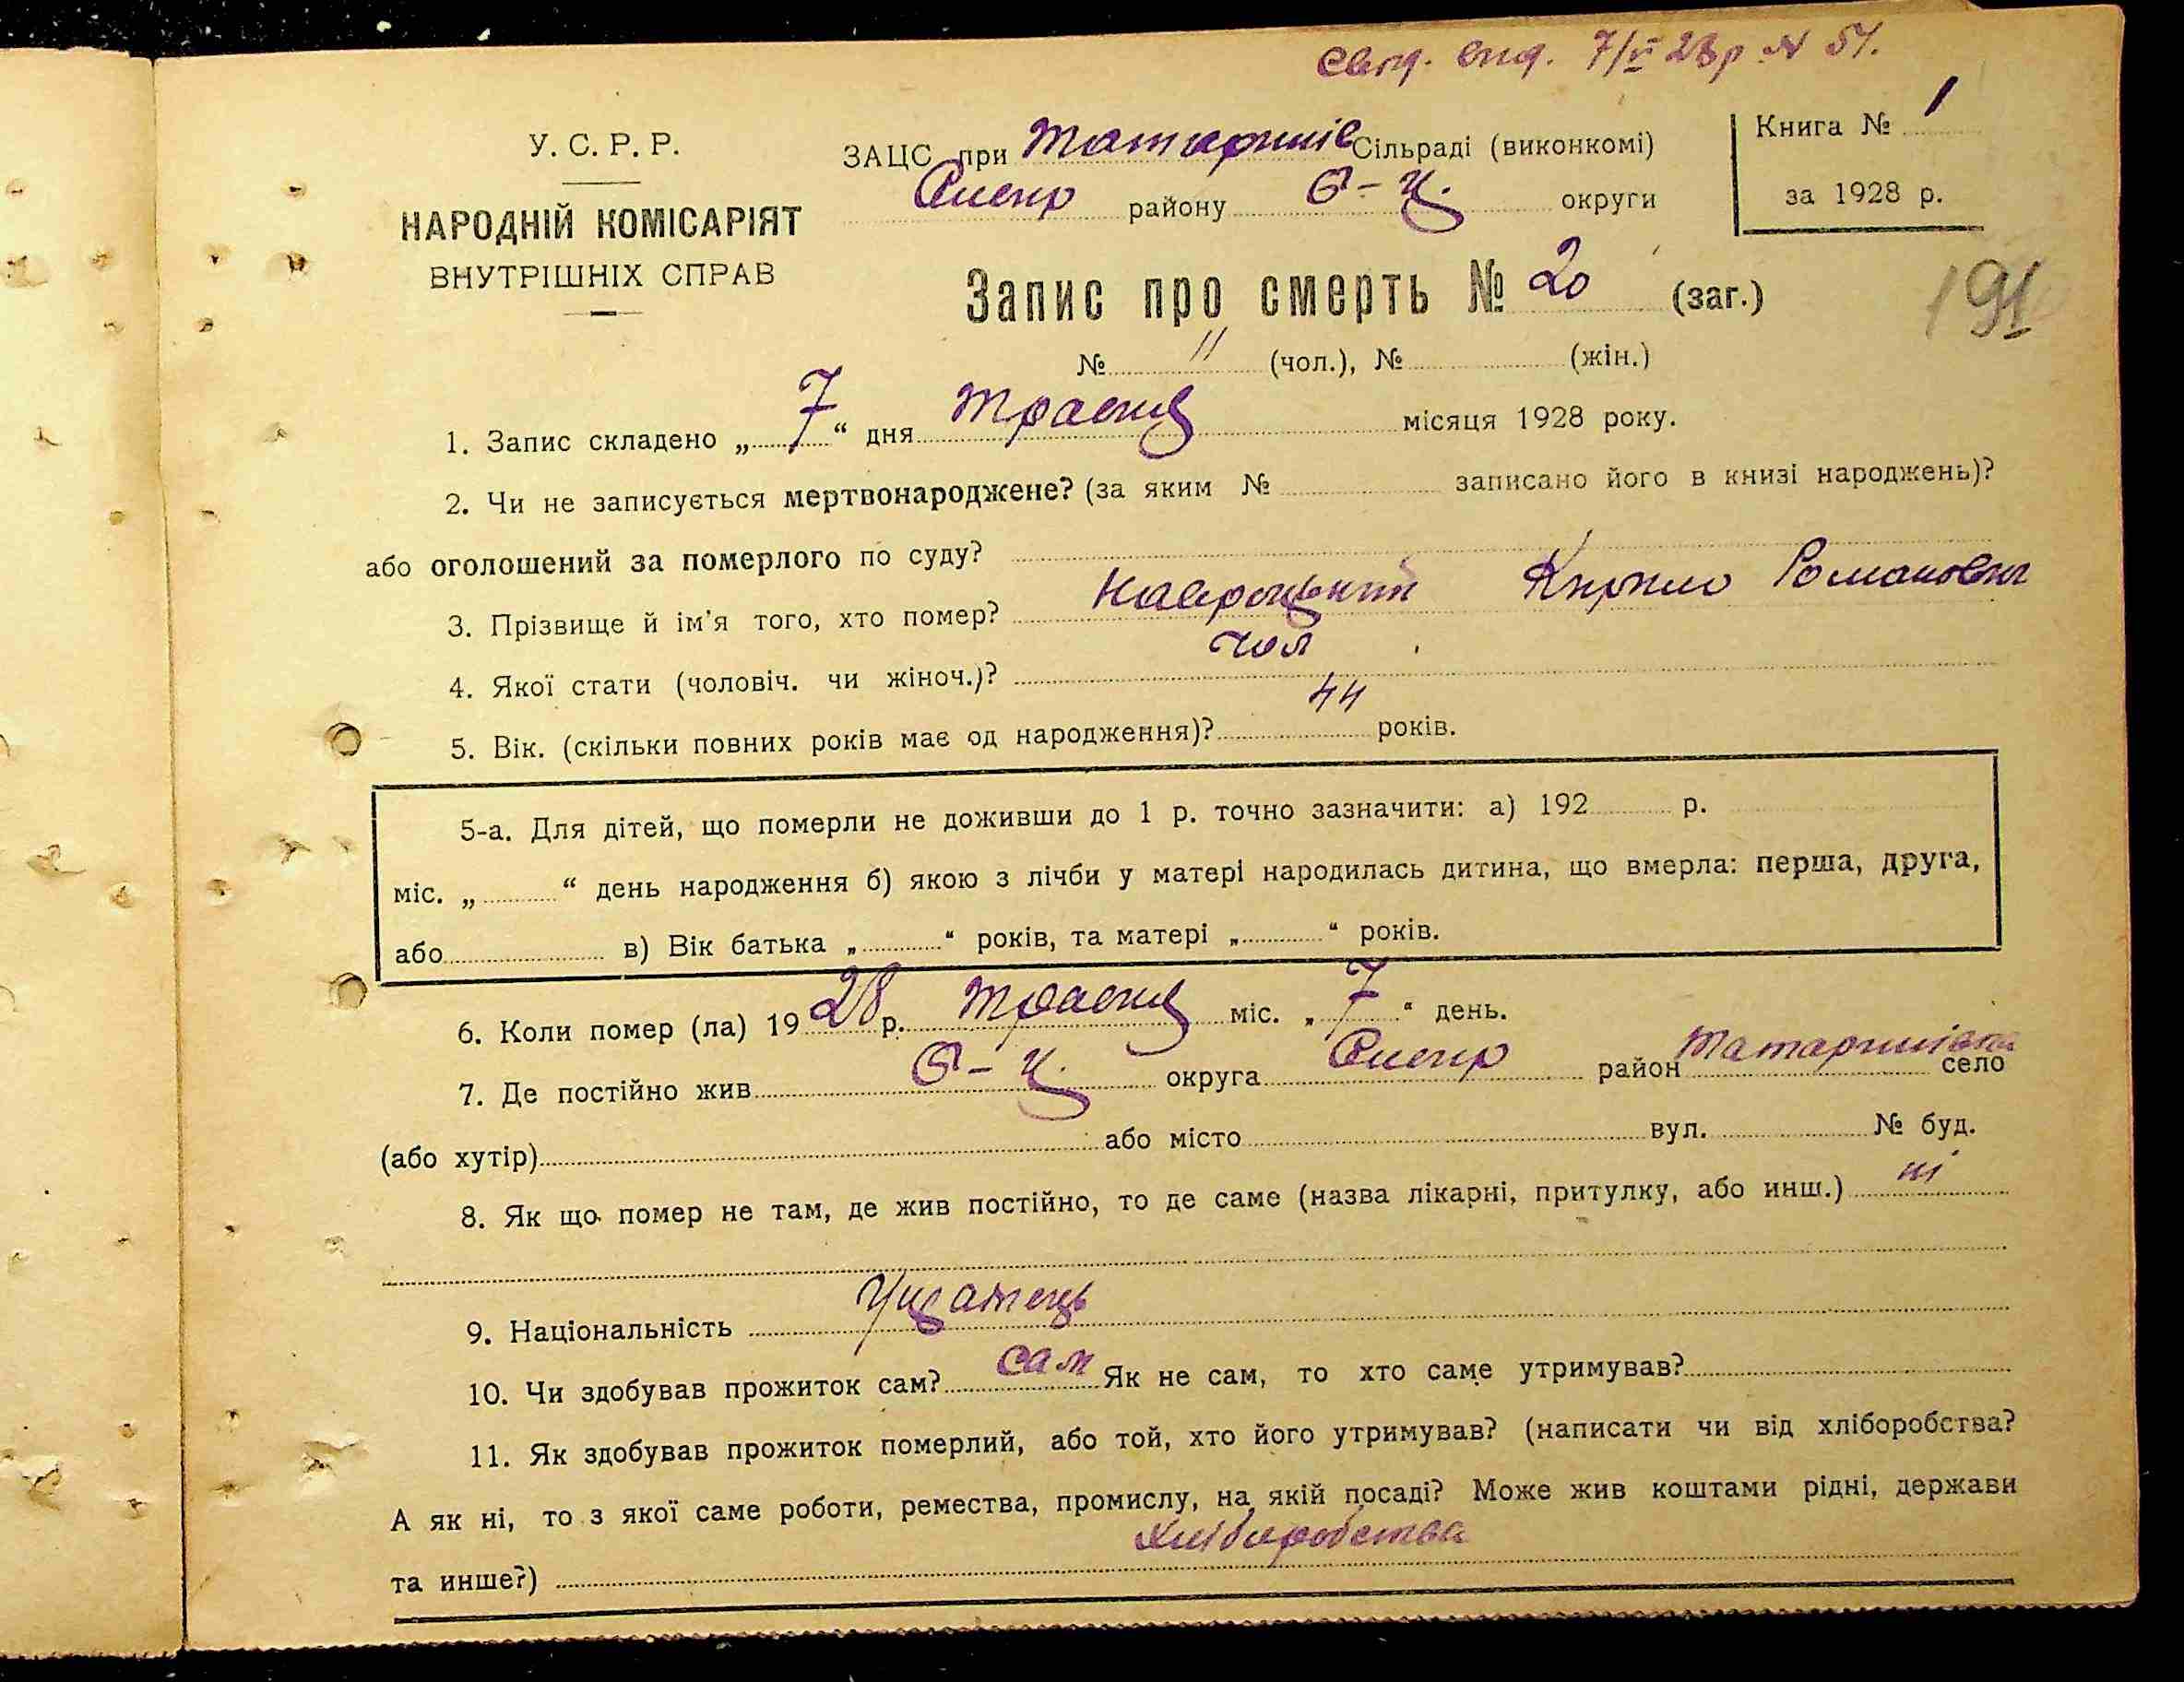 Свід. вид. 7/VI 28р. N 51.
У. С. Р. Р.
НАРОДНІЙ КОМІСАРІЯТ
ВНУТРІШНІХ СПРАВ
ЗАЦС при Татаринів Сільраді (виконкомі)
району Б-Ц. округи
Книга № 1
за 1928 р.
Запис про смерть № 20 (заг.)
191
№ 11 (чол.), № (жін.)
1. Запис складено „7“ дня Травня місяця 1928 року.
2. Чи не записується мертвонароджене? (за яким № записано його в книзі народжень)?
або оголошений за померлого по суду?
3. Прізвище й ім'я того, хто помер? Навроцький Кирило Романович
4. Якої стати (чоловіч. чи жіноч.)? чол
5. Вік. (скільки повних років має од народження)? 44 років.
5-а. Для дітей, що померли не доживши до 1 р. точно зазначити: а) 192 р.
міс. „ “ день народження б) якою з лічби у матері народилась дитина, що вмерла: перша, друга,
або в) Вік батька „ “ років, та матері „ “ років.
6. Коли помер (ла) 1928 р. Травня міс. „7“ день.
7. Де постійно жив Б-Ц. округа район Татаринівка село
(або хутір) або місто вул. № буд.
8. Як що помер не там, де жив постійно, то де саме (назва лікарні, притулку, або инш.) ні
9. Національність
10. Чи здобував прожиток сам? сам Як не сам, то хто саме утримував?
11. Як здобував прожиток померлий, або той, хто його утримував? (написати чи від хліборобства?
А як ні, то з якої саме роботи, ремества, промислу, на якій посаді? Може жив коштами рідні, держави
та инше?) хліборобства